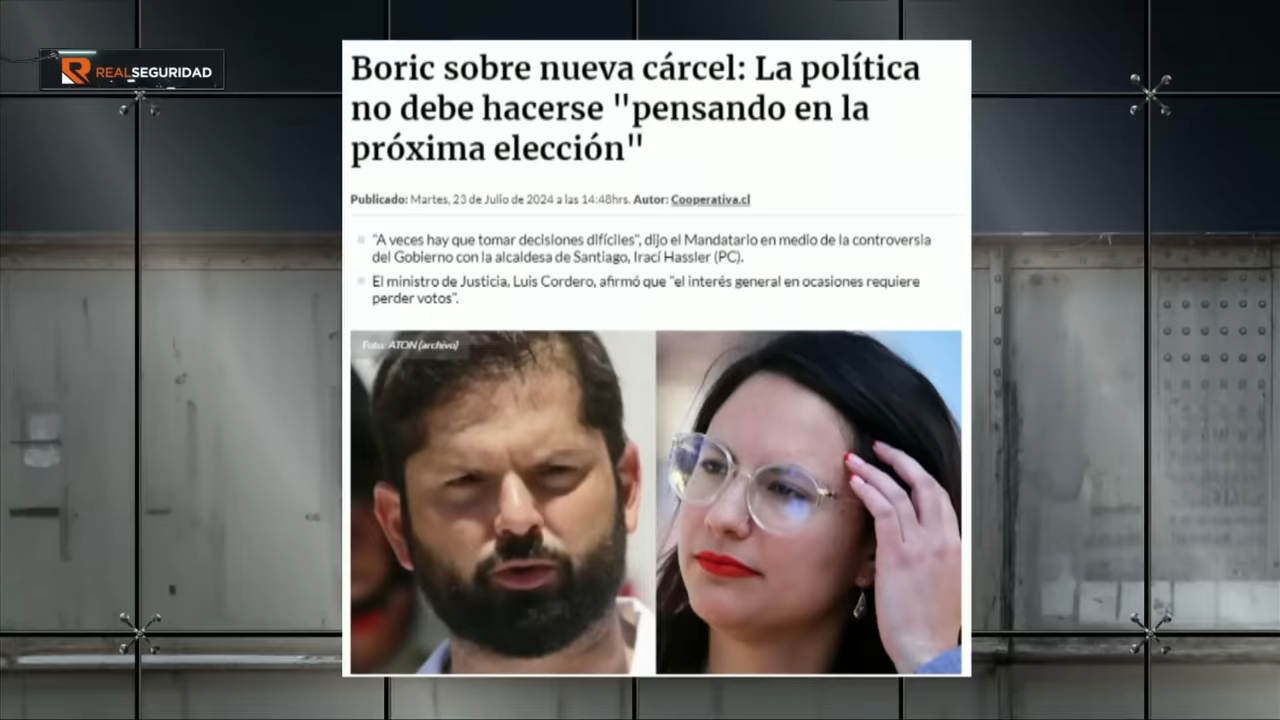 REALSEGURIDAD
Boric sobre nueva cárcel: La política
no debe hacerse "pensando en la
próxima elección"
Publicado: Martes, 23 de Julio de 2024 a las 14:48hrs. Autor: Cooperativa.cl
"A veces hay que tomar decisiones difíciles", dijo el Mandatario en medio de la controversia
del Gobierno con la alcaldesa de Santiago, Irací Hassler (PC).
El ministro de Justicia, Luis Cordero, afirmó que "el interés general en ocasiones requiere
perder votos".
Foto: ATON (archivo)